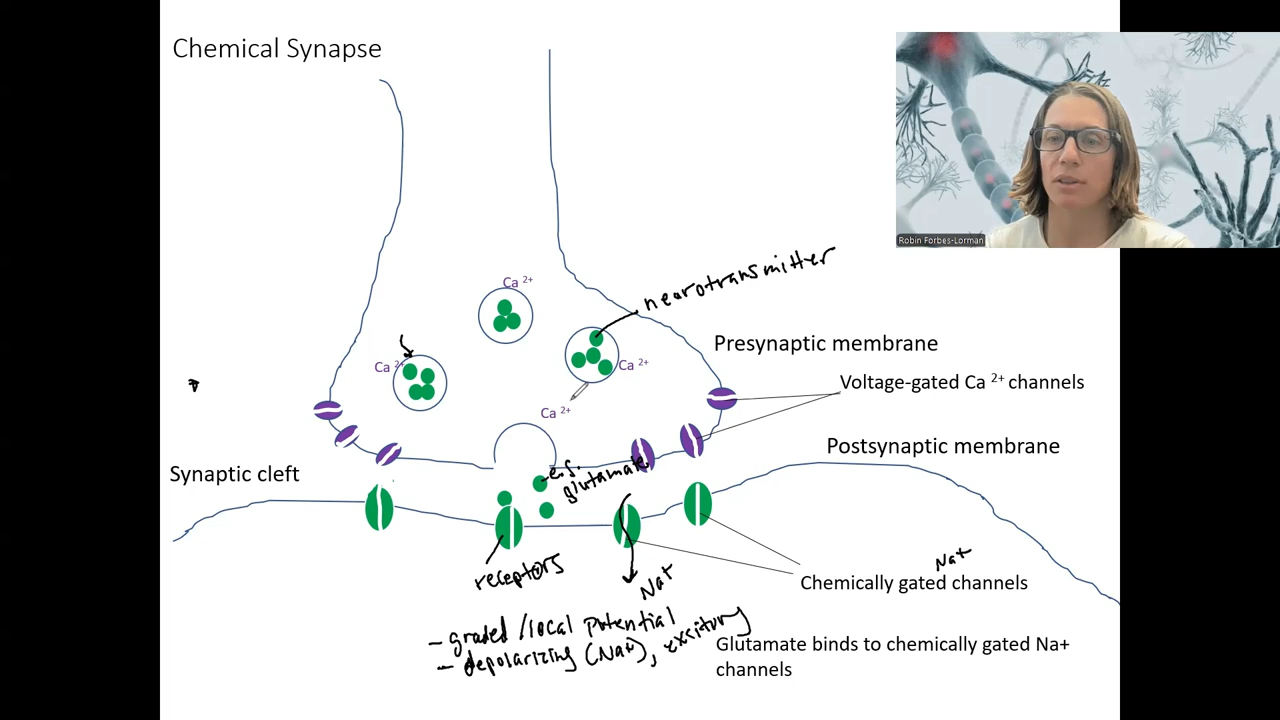 Chemical Synapse
Robin Forbes-Lorman
neurotransmitter
Ca 2+
Ca 2+
Ca 2+
Ca 2+
Presynaptic membrane
Voltage-gated Ca 2+ channels
Postsynaptic membrane
Synaptic cleft
e.g.
glutamate
receptors
Na+
Na+
Chemically gated channels
- graded/local potential
- depolarizing (Na+), excitory
Glutamate binds to chemically gated Na+
channels